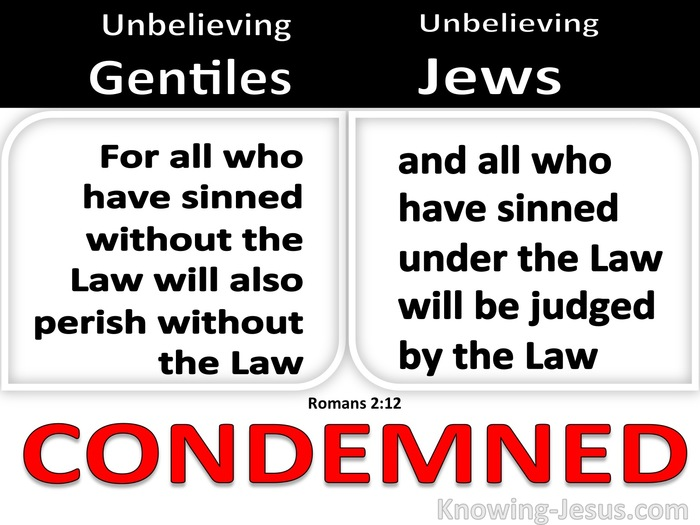 Unbelieving
Gentiles
For all who
have sinned
without the
Law will also
perish without
the Law
Unbelieving
Jews
and all who
have sinned
under the Law
will be judged
by the Law
Romans 2:12
CONDEMNED
Knowing-Jesus.com